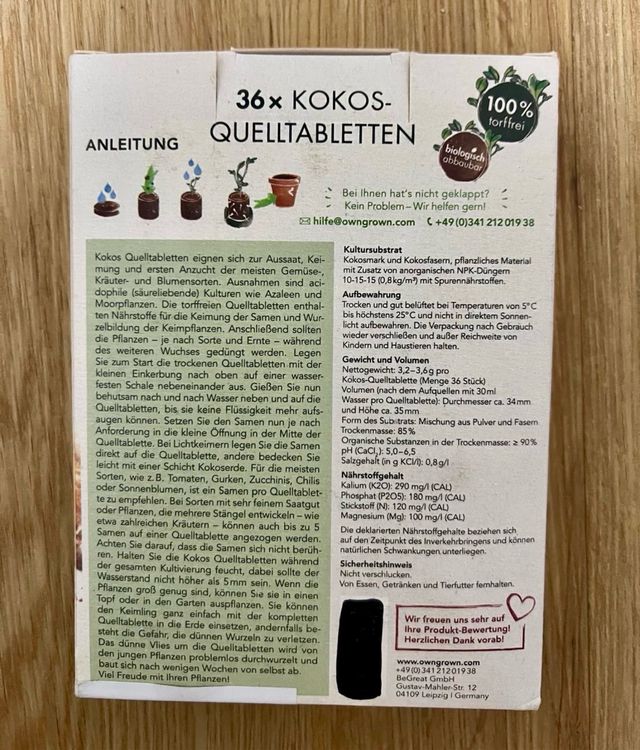 36x KOKOS-
QUELLTABLETTEN
100%
torffrei
biologisch
abbaubar
ANLEITUNG
Bei Ihnen hat's nicht geklappt?
Kein Problem – Wir helfen gern!
hilfe@owngrown.com +49(0)341 212 019 38
Kokos Quelltabletten eignen sich zur Aussaat, Kei-
mung und ersten Anzucht der meisten Gemüse-,
Kräuter- und Blumensorten. Ausnahmen sind aci-
dophile (säureliebende) Kulturen wie Azaleen und
Moorpflanzen. Die torffreien Quelltabletten enthal-
ten Nährstoffe für die Keimung der Samen und Wur-
zelbildung der Keimpflanzen. Anschließend sollten
die Pflanzen – je nach Sorte und Ernte – während
des weiteren Wuchses gedüngt werden. Legen
Sie zum Start die trockenen Quelltabletten mit der
kleinen Einkerbung nach oben auf einer wasser-
festen Schale nebeneinander aus. Gießen Sie nun
behutsam nach und nach Wasser neben und auf die
Quelltabletten, bis sie keine Flüssigkeit mehr aufs-
augen können. Setzen Sie den Samen nun je nach
Anforderung in die kleine Öffnung in der Mitte der
Quelltablette. Bei Lichtkeimern legen Sie die Samen
direkt auf die Quelltablette, andere bedecken Sie
leicht mit einer Schicht Kokoserde. Für die meisten
Sorten, wie z.B. Tomaten, Gurken, Zucchinis, Chilis
oder Sonnenblumen, ist ein Samen pro Quelltablet-
te zu empfehlen. Bei Sorten mit sehr feinem Saatgut
oder Pflanzen, die mehrere Stängel entwickeln – wie
etwa zahlreichen Kräutern – können auch bis zu 5
Samen auf einer Quelltablette angezogen werden.
Achten Sie darauf, dass die Samen sich nicht berüh-
ren. Halten Sie die Kokos Quelltabletten während
der gesamten Kultivierung feucht, dabei sollte der
Wasserstand nicht höher als 5mm sein. Wenn die
Pflanzen groß genug sind, können Sie sie in einen
Topf oder in den Garten auspflanzen. Sie können
den Keimling ganz einfach mit der kompletten
Quelltablette in die Erde einsetzen, andernfalls be-
steht die Gefahr, die dünnen Wurzeln zu verletzen.
Das dünne Vlies um die Quelltabletten wird von
den jungen Pflanzen problemlos durchwurzelt und
baut sich nach wenigen Wochen von selbst ab.
Viel Freude mit Ihren Pflanzen!
Kultursubstrat
Kokosmark und Kokosfasern, pflanzliches Material
mit Zusatz von anorganischen NPK-Düngern
10-15-15 (0,8kg/m³) mit Spurennährstoffen.
Aufbewahrung
Trocken und gut belüftet bei Temperaturen von 5°C
bis höchstens 25°C und nicht in direktem Sonnen-
licht aufbewahren. Die Verpackung nach Gebrauch
wieder verschließen und außer Reichweite von
Kindern und Haustieren halten.
Gewicht und Volumen
Nettogewicht: 3,2–3,6g pro
Kokos-Quelltablette (Menge 36 Stück)
Volumen (nach dem Aufquellen mit 30ml
Wasser pro Quelltablette): Durchmesser ca. 34mm
und Höhe ca. 35mm
Form des Substrats: Mischung aus Pulver und Fasern
Trockenmasse: 85%
Organische Substanzen in der Trockenmasse: ≥ 90%
pH (CaCl₂): 5,0–6,5
Salzgehalt (in g KCl/l): 0,8g/l
Nährstoffgehalt
Kalium (K2O): 290 mg/l (CAL)
Phosphat (P2O5): 180 mg/l (CAL)
Stickstoff (N): 120 mg/l (CAL)
Magnesium (Mg): 100 mg/l (CAL)
Die deklarierten Nährstoffgehalte beziehen sich
auf den Zeitpunkt des Inverkehrbringens und können
natürlichen Schwankungen unterliegen.
Sicherheitshinweis
Nicht verschlucken.
Von Essen, Getränken und Tierfutter fernhalten.
Wir freuen uns sehr auf
Ihre Produkt-Bewertung!
Herzlichen Dank vorab!
www.owngrown.com
+49(0)341 212 019 38
BeGreat GmbH
Gustav-Mahler-Str. 12
04109 Leipzig | Germany